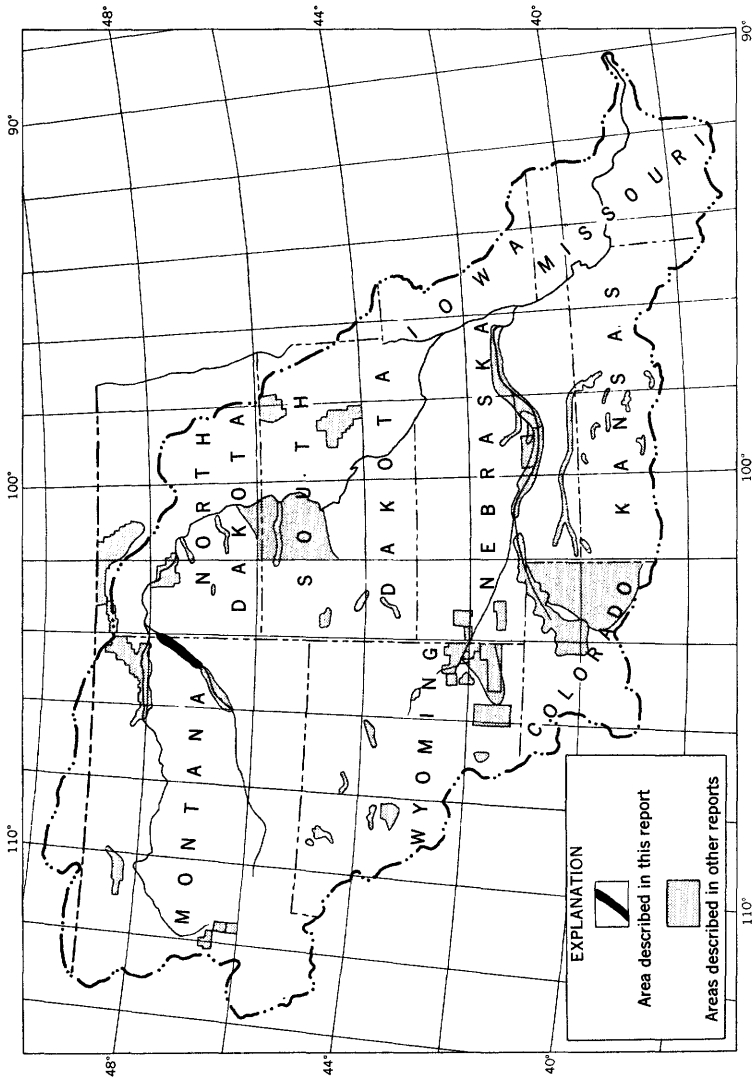 90°
100°
110°
48°
44°
40°
48°
44°
40°
90°
100°
110°
MONTANA
NORTH
DAKOTA
SOUTH
DAKOTA
WYOMING
NEBRASKA
IOWA
MISSOURI
COLORADO
KANSAS
EXPLANATION
Area described in this report
Areas described in other reports